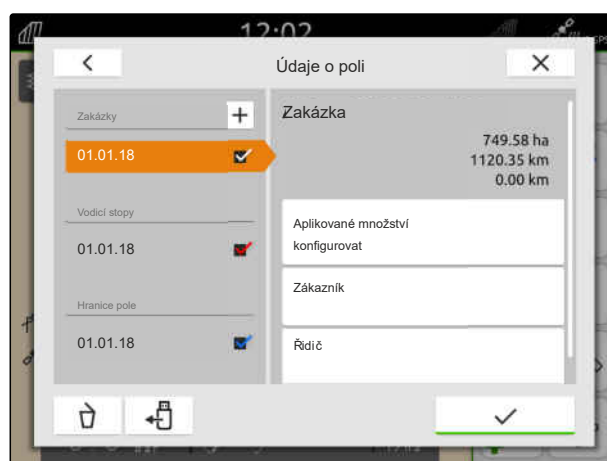 12:02
GPS
Údaje o poli
Zakázky
01.01.18
Vodicí stopy
01.01.18
Hranice pole
01.01.18
Zakázka
749.58 ha
1120.35 km
0.00 km
Aplikované množství
konfigurovat
Zákazník
Řidič